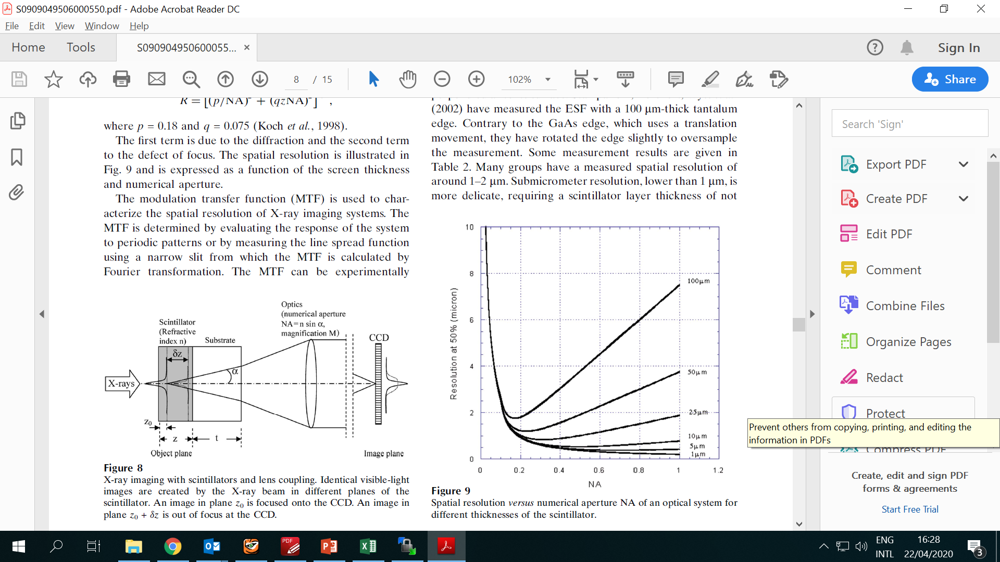 S0909049506000550.pdf - Adobe Acrobat Reader DC
File Edit View Window Help
Home Tools S090904950600055... × Sign In
8 / 15 102% Share
R = [(p/NA)² + (qzNA)²] ,
where p = 0.18 and q = 0.075 (Koch et al., 1998).
The first term is due to the diffraction and the second term
to the defect of focus. The spatial resolution is illustrated in
Fig. 9 and is expressed as a function of the screen thickness
and numerical aperture.
The modulation transfer function (MTF) is used to char-
acterize the spatial resolution of X-ray imaging systems. The
MTF is determined by evaluating the response of the system
to periodic patterns or by measuring the line spread function
using a narrow slit from which the MTF is calculated by
Fourier transformation. The MTF can be experimentally
Optics
(numerical aperture
NA=n sin α,
magnification M)
Scintillator
(Refractive
index n)
Substrate
CCD
δz
α
X-rays
z0
z
t
Object plane
Image plane
Figure 8
X-ray imaging with scintillators and lens coupling. Identical visible-light
images are created by the X-ray beam in different planes of the
scintillator. An image in plane z0 is focused onto the CCD. An image in
plane z0 + δz is out of focus at the CCD.
(2002) have measured the ESF with a 100 μm-thick tantalum
edge. Contrary to the GaAs edge, which uses a translation
movement, they have rotated the edge slightly to oversample
the measurement. Some measurement results are given in
Table 2. Many groups have a measured spatial resolution of
around 1–2 μm. Submicrometer resolution, lower than 1 μm, is
more delicate, requiring a scintillator layer thickness of not
10
8
6
4
2
0
Resolution at 50% (micron)
100μm
50μm
25μm
10μm
5μm
1μm
0 0.2 0.4 0.6 0.8 1 1.2
NA
Figure 9
Spatial resolution versus numerical aperture NA of an optical system for
different thicknesses of the scintillator.
Search 'Sign'
Export PDF
Create PDF
Edit PDF
Comment
Combine Files
Organize Pages
Redact
Protect
Prevent others from copying, printing, and editing the
information in PDFs
Compress PDF
Create, edit and sign PDF
forms & agreements
Start Free Trial
ENG
INTL
16:28
22/04/2020
3